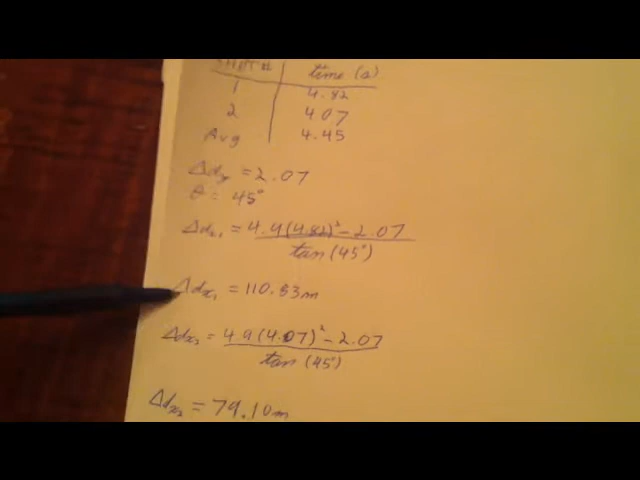 SHOT # time (s)
1 4.82
2 4.07
Avg 4.45
Δdy = 2.07
θ = 45°
Δdx₁ = 4.9(4.82)² - 2.07
tan (45°)
Δdx₁ = 110.83m
Δdx₂ = 4.9(4.07)² - 2.07
tan (45°)
Δdx₂ = 79.10m